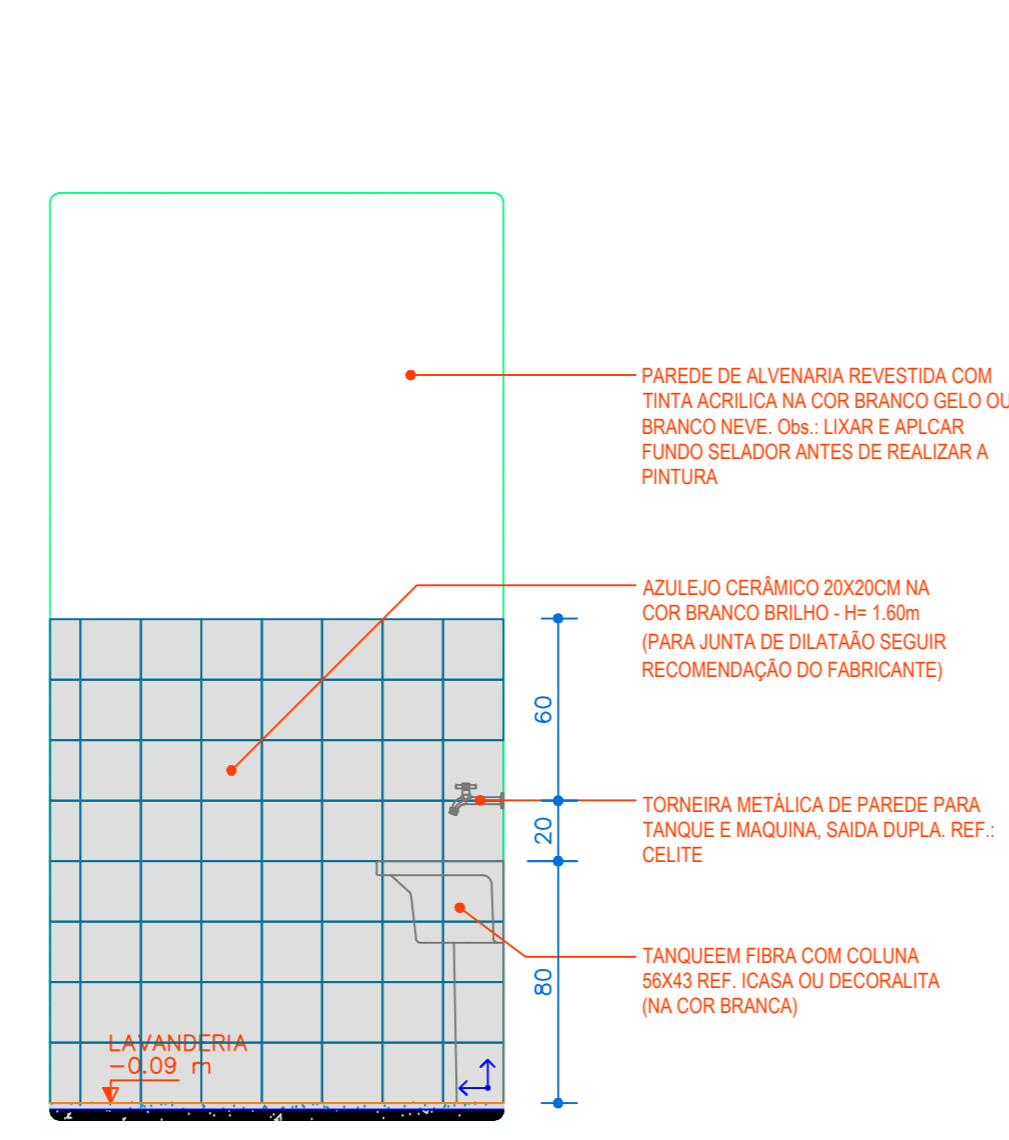 PAREDE DE ALVENARIA REVESTIDA COM
TINTA ACRILICA NA COR BRANCO GELO OU
BRANCO NEVE. Obs.: LIXAR E APLCAR
FUNDO SELADOR ANTES DE REALIZAR A
PINTURA
AZULEJO CERÂMICO 20X20CM NA
COR BRANCO BRILHO - H= 1.60m
(PARA JUNTA DE DILATAÃO SEGUIR
RECOMENDAÇÃO DO FABRICANTE)
60
TORNEIRA METÁLICA DE PAREDE PARA
TANQUE E MAQUINA, SAIDA DUPLA. REF.:
CELITE
20
TANQUEEM FIBRA COM COLUNA
56X43 REF. ICASA OU DECORALITA
(NA COR BRANCA)
80
LAVANDERIA
-0.09 m